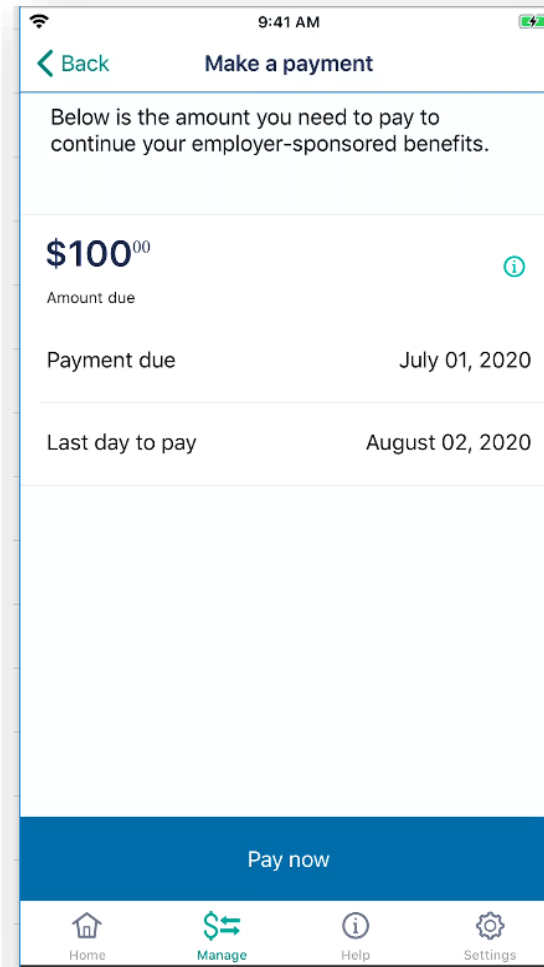 9:41 AM
Back Make a payment
Below is the amount you need to pay to
continue your employer-sponsored benefits.
$10000
Amount due
Payment due July 01, 2020
Last day to pay August 02, 2020
Pay now
Home Manage Help Settings